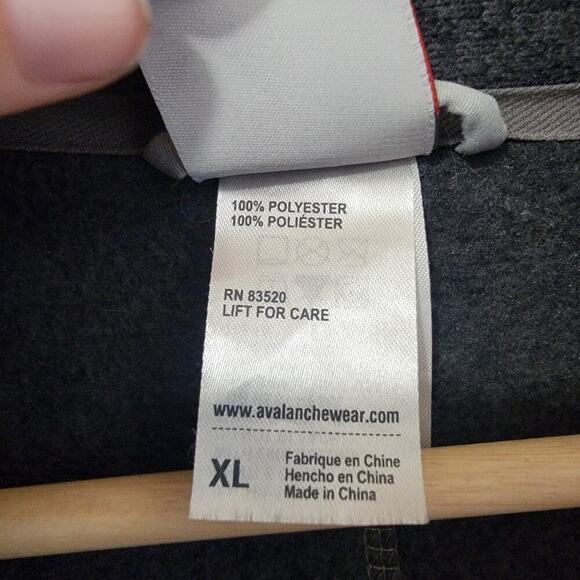 100% POLYESTER
100% POLIÉSTER
RN 83520
LIFT FOR CARE
www.avalanchewear.com
XL
Fabrique en Chine
Hencho en China
Made in China